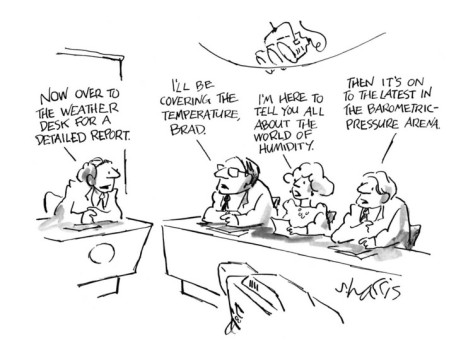 NOW OVER TO
THE WEATHER
DESK FOR A
DETAILED REPORT.
I'LL BE
COVERING THE
TEMPERATURE,
BRAD.
I'M HERE TO
TELL YOU ALL
ABOUT THE
WORLD OF
HUMIDITY.
THEN IT'S ON
TO THE LATEST IN
THE BAROMETRIC-
PRESSURE ARENA.
s.harris